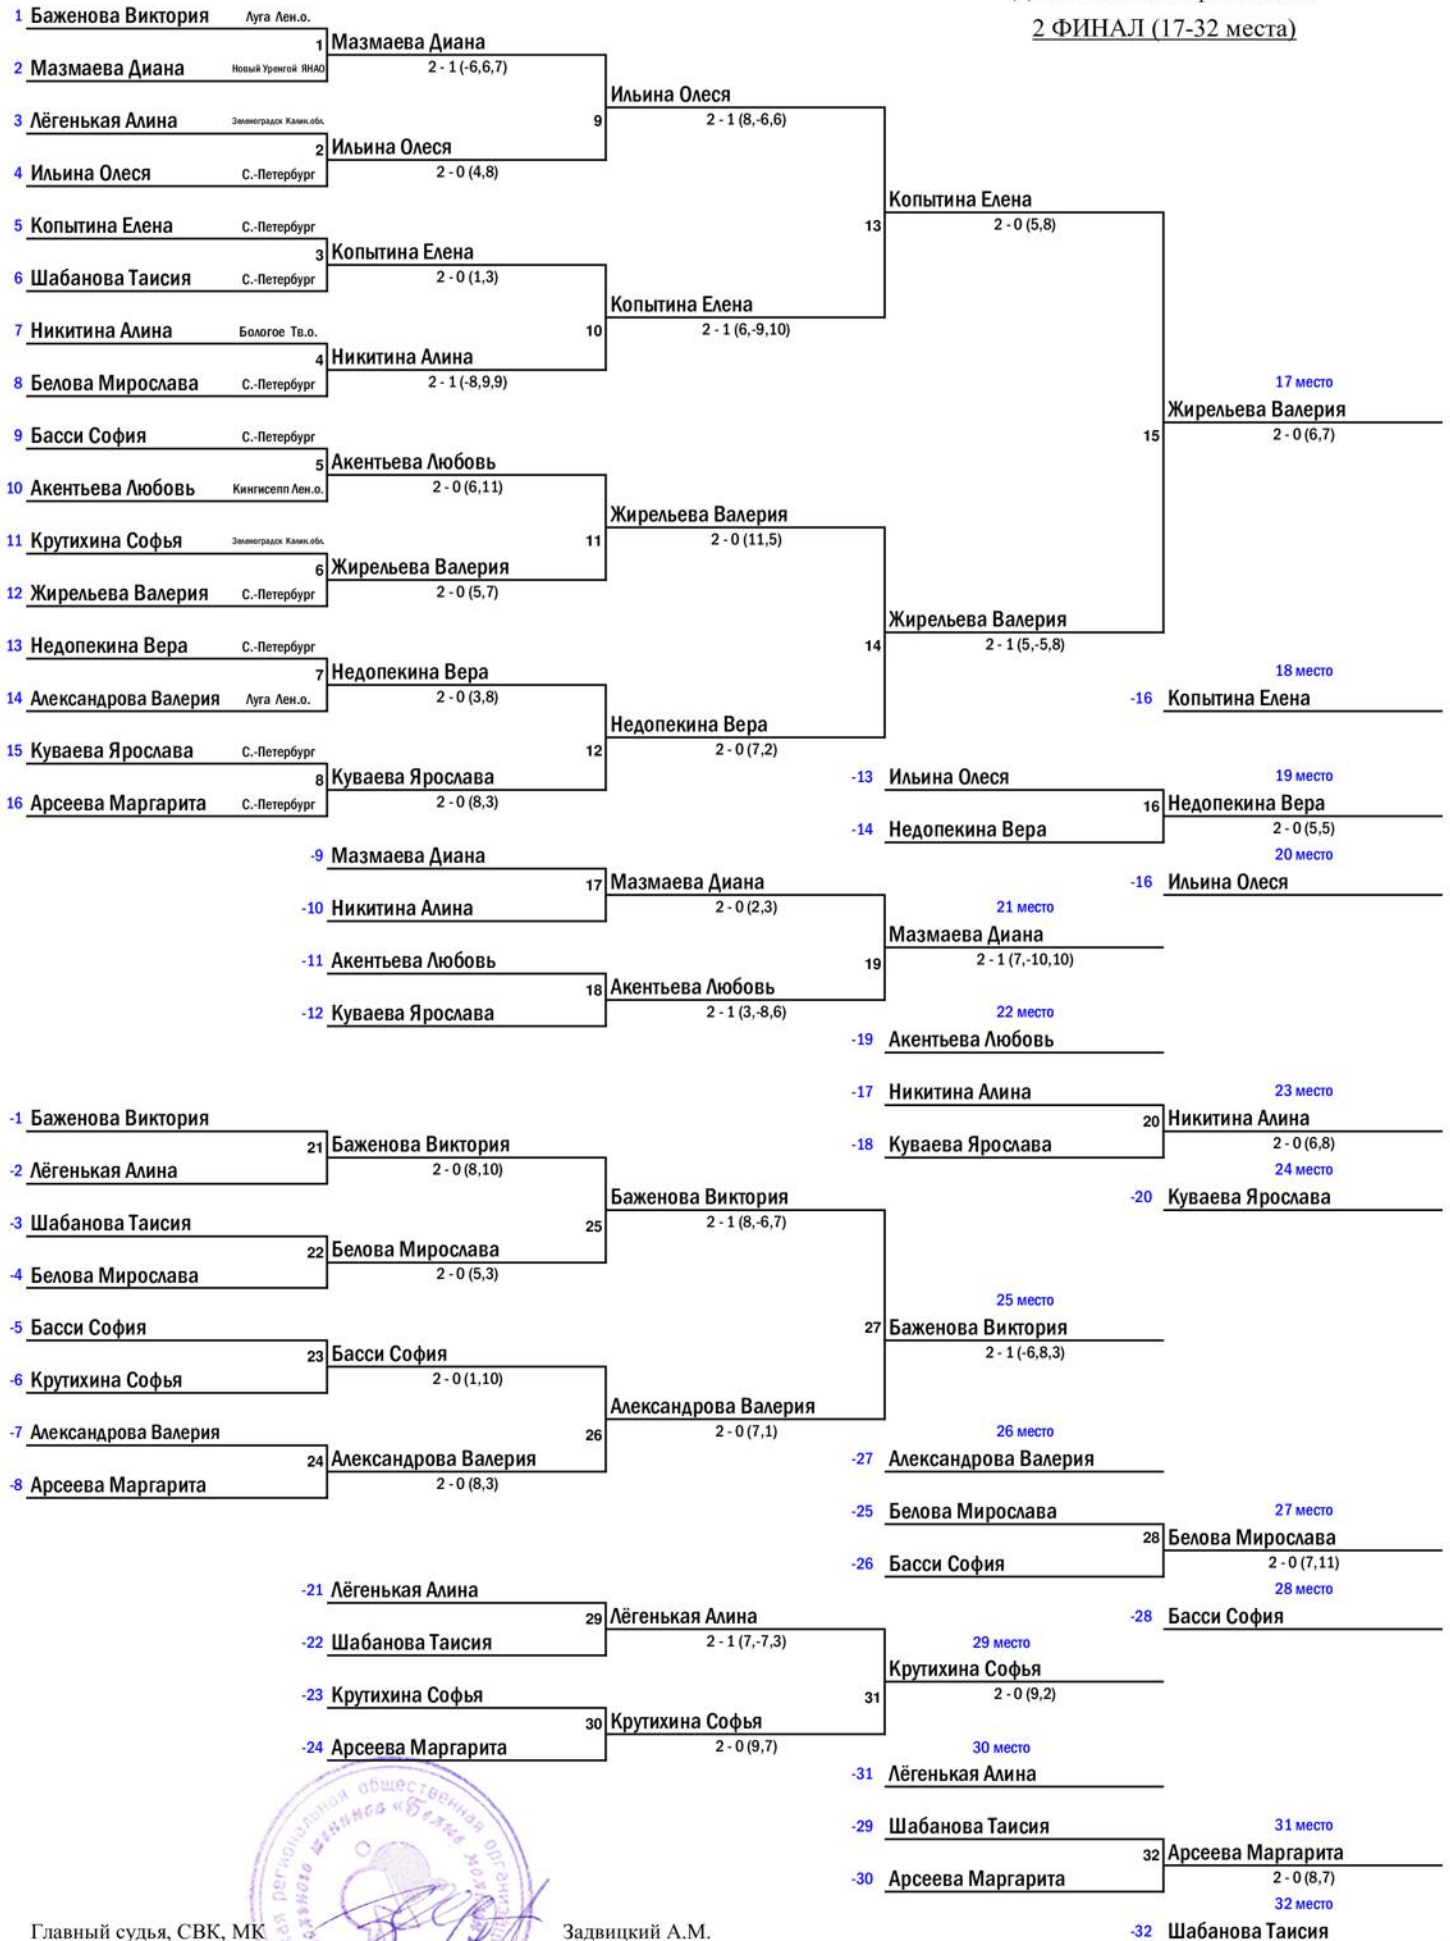 2 ФИНАЛ (17-32 места)
1 Баженова Виктория Луга Лен.о.
1 Мазмаева Диана
2 Мазмаева Диана Новый Уренгой ЯНАО
2 - 1 (-6,6,7)
Ильина Олеся
3 Лёгенькая Алина Зеленоградск Калин.обл.
9
2 - 1 (8,-6,6)
2 Ильина Олеся
4 Ильина Олеся С.-Петербург
2 - 0 (4,8)
Копытина Елена
5 Копытина Елена С.-Петербург
13
2 - 0 (5,8)
3 Копытина Елена
6 Шабанова Таисия С.-Петербург
2 - 0 (1,3)
Копытина Елена
7 Никитина Алина Бологое Тв.о.
10
2 - 1 (6,-9,10)
4 Никитина Алина
8 Белова Мирослава С.-Петербург
2 - 1 (-8,9,9)
17 место
Жирельева Валерия
9 Басси София С.-Петербург
15
2 - 0 (6,7)
5 Акентьева Любовь
10 Акентьева Любовь Кингисепп Лен.о.
2 - 0 (6,11)
Жирельева Валерия
11 Крутихина Софья Зеленоградск Калин.обл.
11
2 - 0 (11,5)
6 Жирельева Валерия
12 Жирельева Валерия С.-Петербург
2 - 0 (5,7)
Жирельева Валерия
13 Недопекина Вера С.-Петербург
14
2 - 1 (5,-5,8)
7 Недопекина Вера
18 место
14 Александрова Валерия Луга Лен.о.
2 - 0 (3,8)
-16 Копытина Елена
Недопекина Вера
15 Куваева Ярослава С.-Петербург
12
2 - 0 (7,2)
8 Куваева Ярослава
-13 Ильина Олеся
19 место
16 Арсеева Маргарита С.-Петербург
2 - 0 (8,3)
16 Недопекина Вера
-14 Недопекина Вера
2 - 0 (5,5)
-9 Мазмаева Диана
20 место
17 Мазмаева Диана
-16 Ильина Олеся
-10 Никитина Алина
2 - 0 (2,3)
21 место
Мазмаева Диана
-11 Акентьева Любовь
19
2 - 1 (7,-10,10)
18 Акентьева Любовь
-12 Куваева Ярослава
2 - 1 (3,-8,6)
22 место
-19 Акентьева Любовь
-17 Никитина Алина
23 место
-1 Баженова Виктория
20 Никитина Алина
21 Баженова Виктория
-18 Куваева Ярослава
2 - 0 (6,8)
-2 Лёгенькая Алина
2 - 0 (8,10)
24 место
Баженова Виктория
-20 Куваева Ярослава
-3 Шабанова Таисия
25
2 - 1 (8,-6,7)
22 Белова Мирослава
-4 Белова Мирослава
2 - 0 (5,3)
25 место
-5 Басси София
27 Баженова Виктория
23 Басси София
2 - 1 (-6,8,3)
-6 Крутихина Софья
2 - 0 (1,10)
Александрова Валерия
-7 Александрова Валерия
26
2 - 0 (7,1)
26 место
24 Александрова Валерия
-27 Александрова Валерия
-8 Арсеева Маргарита
2 - 0 (8,3)
-25 Белова Мирослава
27 место
28 Белова Мирослава
-26 Басси София
2 - 0 (7,11)
-21 Лёгенькая Алина
28 место
29 Лёгенькая Алина
-28 Басси София
-22 Шабанова Таисия
2 - 1 (7,-7,3)
29 место
Крутихина Софья
-23 Крутихина Софья
31
2 - 0 (9,2)
30 Крутихина Софья
-24 Арсеева Маргарита
2 - 0 (9,7)
30 место
-31 Лёгенькая Алина
-29 Шабанова Таисия
31 место
32 Арсеева Маргарита
-30 Арсеева Маргарита
2 - 0 (8,7)
32 место
Главный судья, СВК, МК Задвицкий А.М.
-32 Шабанова Таисия
региональная общественная